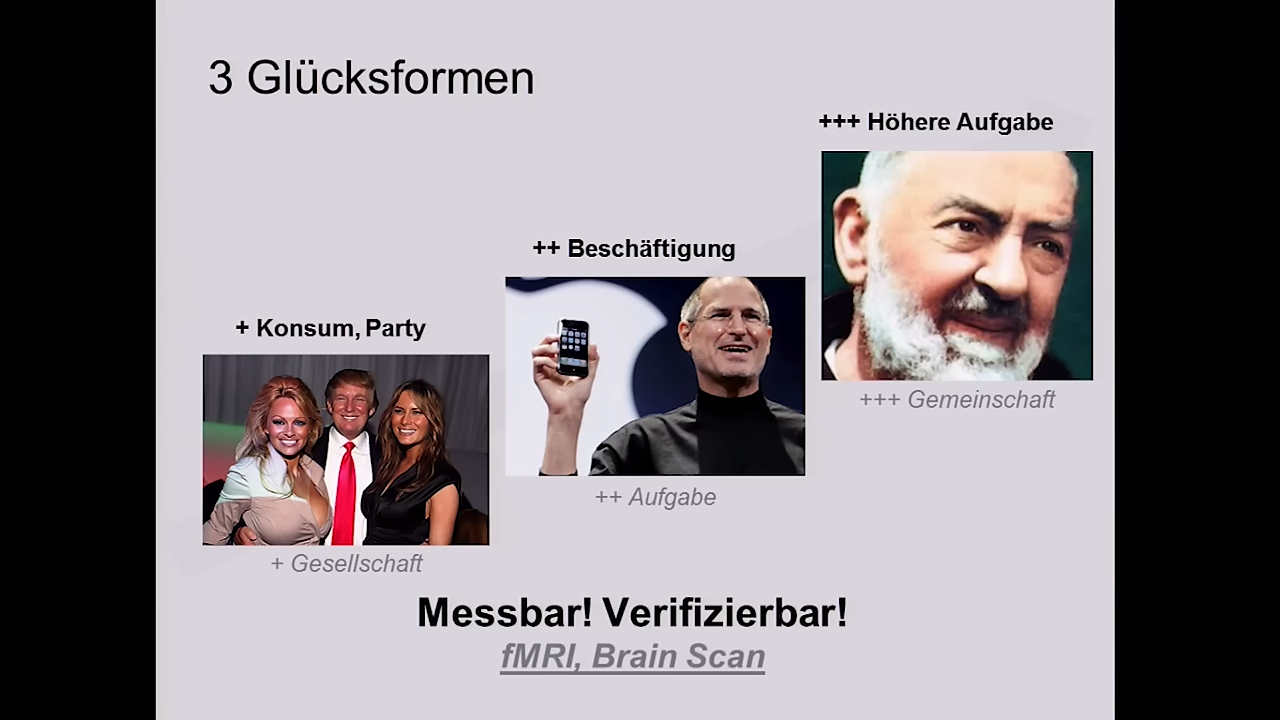 3 Glücksformen
+++ Höhere Aufgabe
++ Beschäftigung
+ Konsum, Party
+++ Gemeinschaft
++ Aufgabe
+ Gesellschaft
Messbar! Verifizierbar!
fMRI, Brain Scan